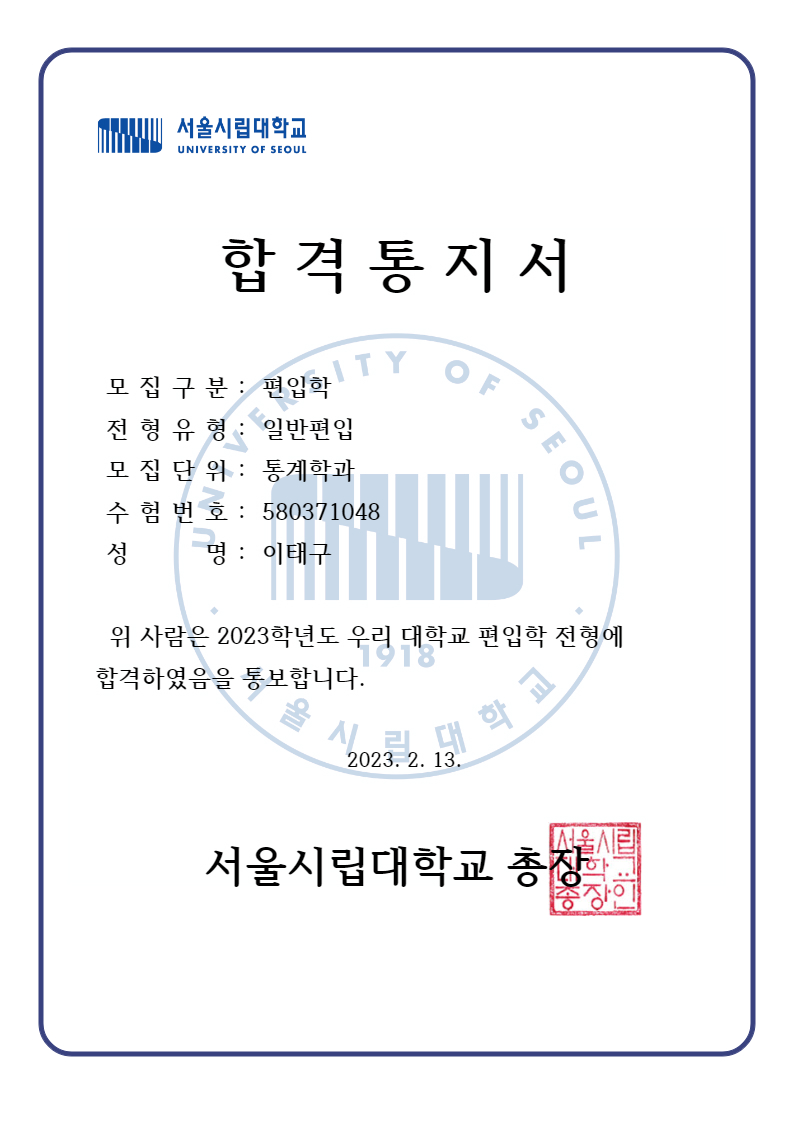 서울시립대학교
UNIVERSITY OF SEOUL
합격통지서
모집구분 : 편입학
전형유형 : 일반편입
모집단위 : 통계학과
수험번호 : 580371048
성명 : 이태구
위 사람은 2023학년도 우리 대학교 편입학 전형에
합격하였음을 통보합니다.
2023. 2. 13.
서울시립대학교 총장
서울시립
대학교
총장인
UNIVERSITY OF SEOUL
1918
서울시립대학교